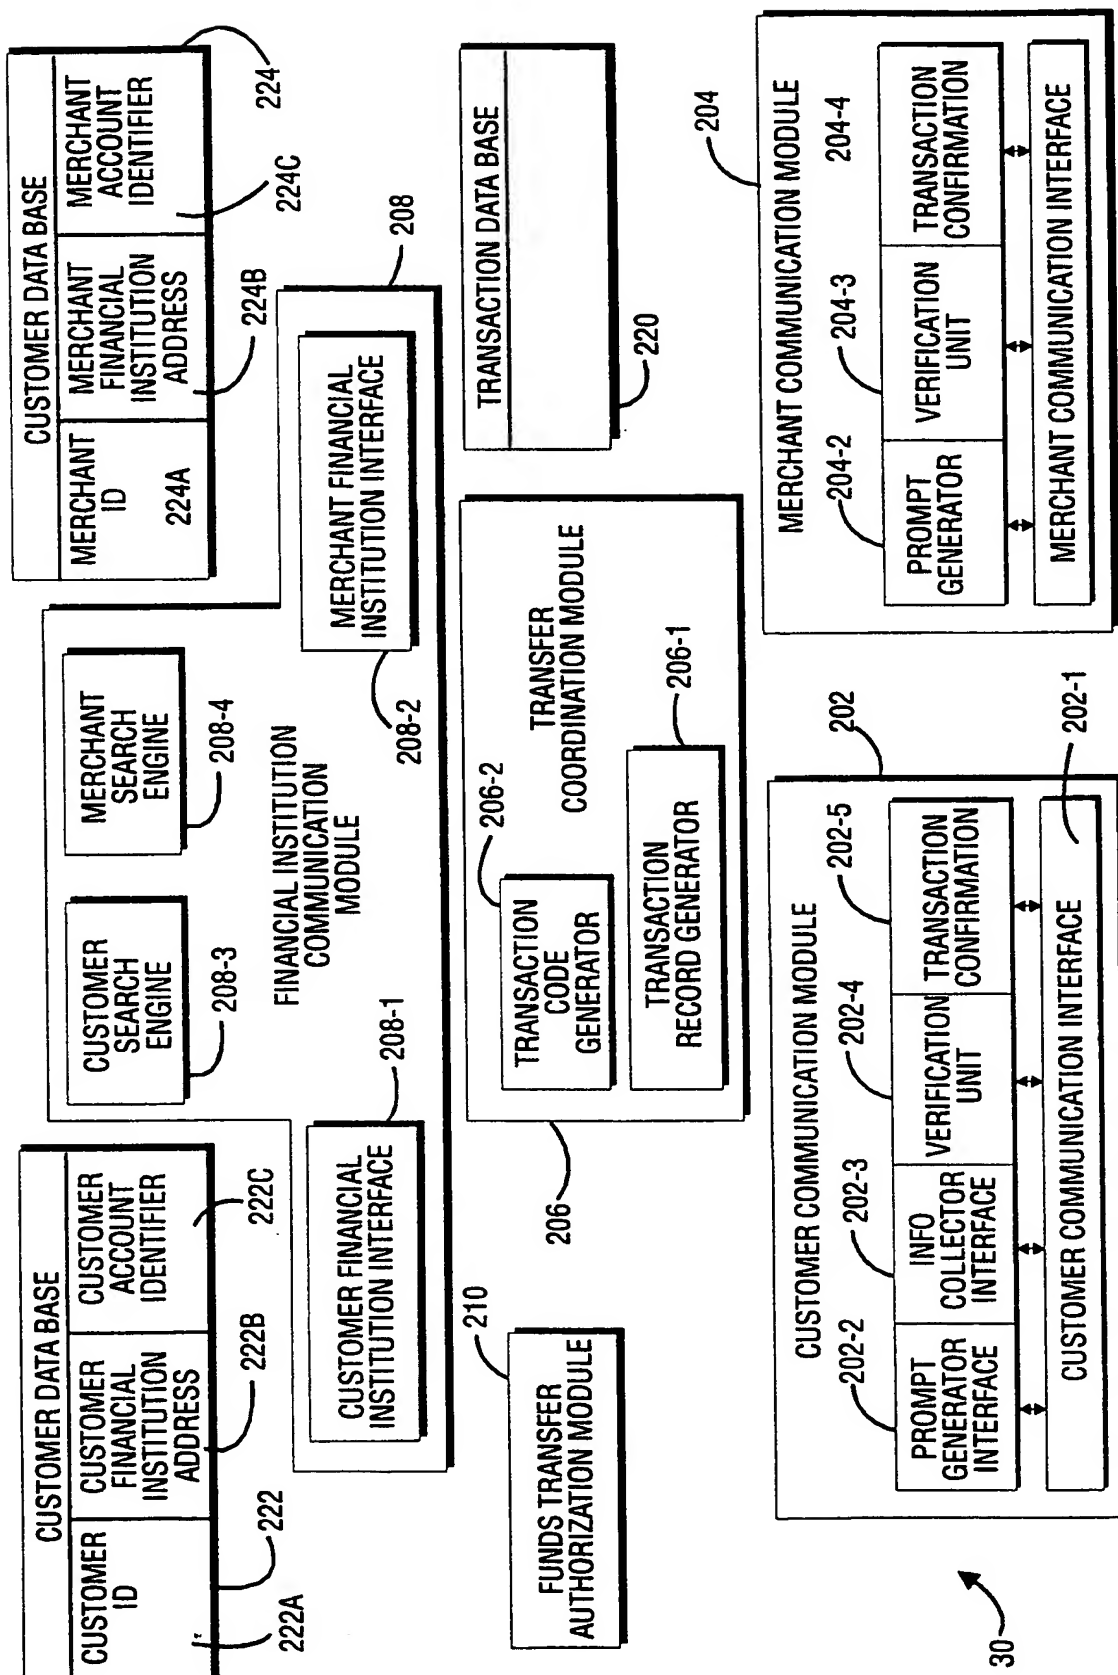 CUSTOMER DATA BASE
CUSTOMER
ID
CUSTOMER
FINANCIAL
INSTITUTION
ADDRESS
CUSTOMER
ACCOUNT
IDENTIFIER
222A
222
222B
222C
CUSTOMER
SEARCH
ENGINE
208-3
MERCHANT
SEARCH
ENGINE
208-4
FINANCIAL INSTITUTION
COMMUNICATION
MODULE
CUSTOMER FINANCIAL
INSTITUTION INTERFACE
208-1
MERCHANT FINANCIAL
INSTITUTION INTERFACE
208-2
208
CUSTOMER DATA BASE
MERCHANT
ID
224A
MERCHANT
FINANCIAL
INSTITUTION
ADDRESS
224B
MERCHANT
ACCOUNT
IDENTIFIER
224C
224
FUNDS TRANSFER
AUTHORIZATION MODULE
210
206
TRANSACTION
CODE
GENERATOR
206-2
TRANSFER
COORDINATION MODULE
TRANSACTION
RECORD GENERATOR
206-1
TRANSACTION DATA BASE
220
CUSTOMER COMMUNICATION MODULE
202
202-2
202-3
202-4
202-5
PROMPT
GENERATOR
INTERFACE
INFO
COLLECTOR
INTERFACE
VERIFICATION
UNIT
TRANSACTION
CONFIRMATION
CUSTOMER COMMUNICATION INTERFACE
202-1
MERCHANT COMMUNICATION MODULE
204
204-2
204-3
204-4
PROMPT
GENERATOR
VERIFICATION
UNIT
TRANSACTION
CONFIRMATION
MERCHANT COMMUNICATION INTERFACE
30